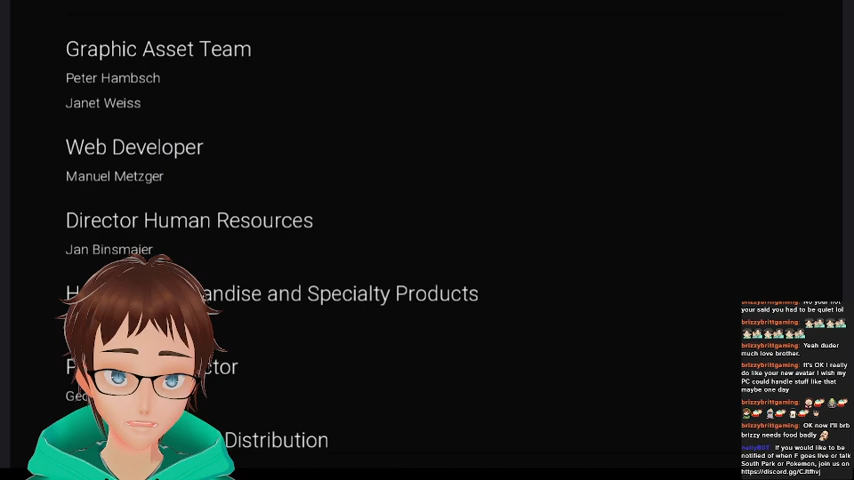 Graphic Asset Team
Peter Hambsch
Janet Weiss
Web Developer
Manuel Metzger
Director Human Resources
Jan Binsmaier
andise and Specialty Products
ctor
Distribution
brizzybrittgaming: No your not
your said you had to be quiet lol
brizzybrittgaming:
brizzybrittgaming: Yeah duder
much love brother.
brizzybrittgaming: It's OK I really
do like your new avatar I wish my
PC could handle stuff like that
maybe one day
brizzybrittgaming:
brizzybrittgaming: OK now I'll brb
brizzy needs food badly
If you would like to be
notified of when F goes live or talk
South Park or Pokemon, join us on